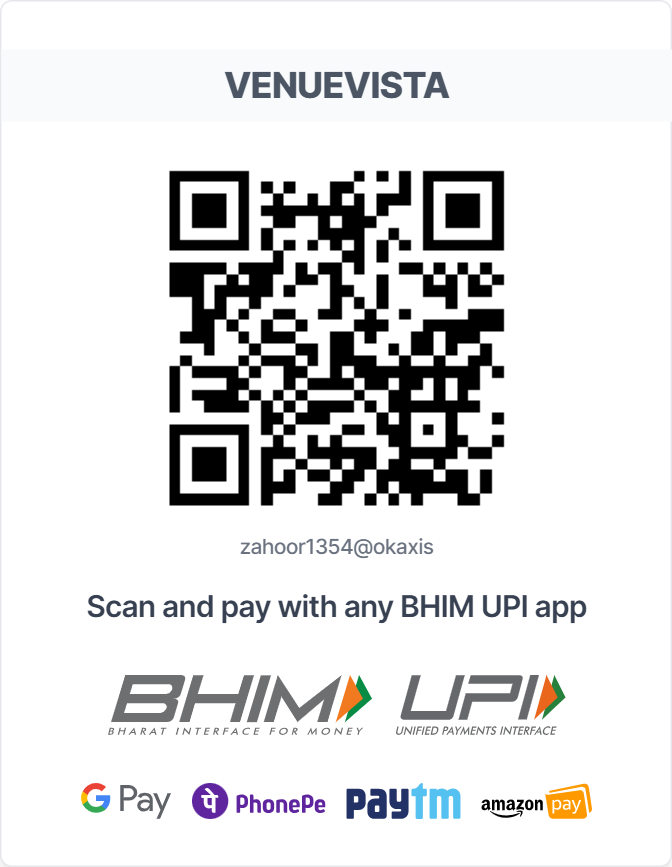 VENUEVISTA
zahoor1354@okaxis
Scan and pay with any BHIM UPI app
BHIM UPI
BHARAT INTERFACE FOR MONEY UNIFIED PAYMENTS INTERFACE
G Pay पे PhonePe paytm amazon pay